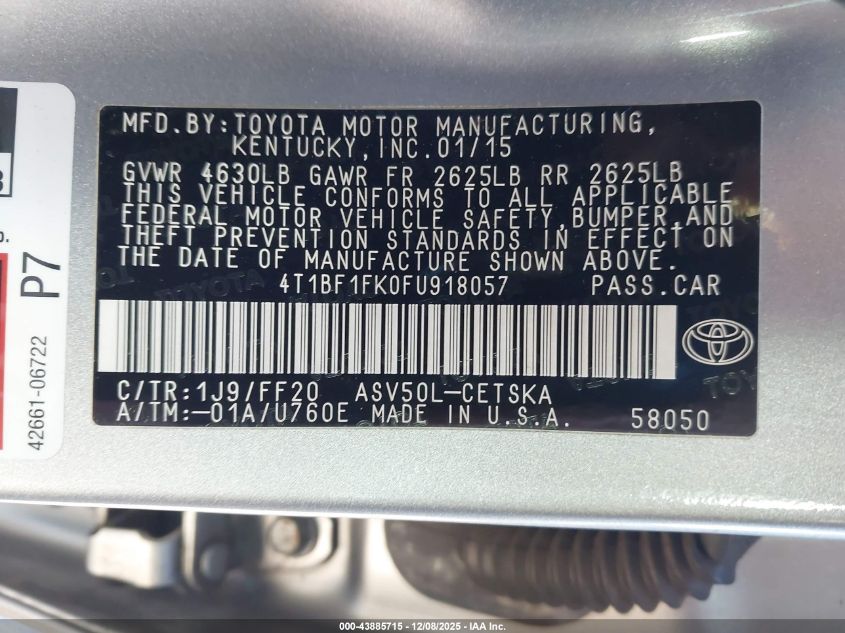 MFD.BY:TOYOTA MOTOR MANUFACTURING,
KENTUCKY,INC.01/15
GVWR 4630LB GAWR FR 2625LB RR 2625LB
THIS VEHICLE CONFORMS TO ALL APPLICABLE
FEDERAL MOTOR VEHICLE SAFETY,BUMPER,AND
THEFT PREVENTION STANDARDS IN EFFECT ON
THE DATE OF MANUFACTURE SHOWN ABOVE.
4T1BF1FK0FU918057 PASS.CAR
C/TR:1J9/FF20 ASV50L-CETSKA
A/TM:-01A/U760E MADE IN U.S.A. 58050
P7
42661-06722
000-43885715 - 12/08/2025 - IAA Inc.